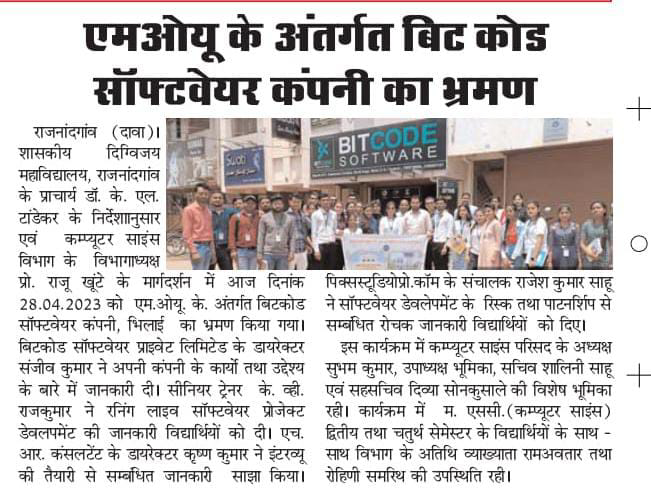 एमओयू के अंतर्गत बिट कोड
सॉफ्टवेयर कंपनी का भ्रमण
राजनांदगांव (दावा)।
शासकीय दिग्विजय
महाविद्यालय, राजनांदगांव
के प्राचार्य डॉ. के. एल.
टांडेकर के निर्देशानुसार
एवं कम्प्यूटर साइंस
विभाग के विभागाध्यक्ष
प्रो. राजू खूंटे के मार्गदर्शन में आज दिनांक
28.04.2023 को एम.ओ.यू. के. अंतर्गत बिटकोड
सॉफ्टवेयर कंपनी, भिलाई का भ्रमण किया गया।
बिटकोड सॉफ्टवेयर प्राइवेट लिमिटेड के डायरेक्टर
संजीव कुमार ने अपनी कंपनी के कार्यो तथा उद्देश्य
के बारे में जानकारी दी। सीनियर ट्रेनर के. व्ही.
राजकुमार ने रनिंग लाइव सॉफ्टवेयर प्रोजेक्ट
डेवलपमेंट की जानकारी विद्यार्थियों को दी। एच.
आर. कंसलटेंट के डायरेक्टर कृष्ण कुमार ने इंटरव्यू
की तैयारी से सम्बंधित जानकारी साझा किया।
BITCODE
SOFTWARE
पिक्सस्टूडियोप्रो.कॉम के संचालक राजेश कुमार साहू
ने सॉफ्टवेयर डेवलेपमेंट के रिस्क तथा पाटनर्शिप से
सम्बंधित रोचक जानकारी विद्यार्थियों को दिए।
इस कार्यक्रम में कम्प्यूटर साइंस परिसद के अध्यक्ष
सुभम कुमार, उपाध्यक्ष भूमिका, सचिव शालिनी साहू
एवं सहसचिव दिव्या सोनकुसाले की विशेष भूमिका
रही। कार्यक्रम में म. एससी.(कम्प्यूटर साइंस)
द्वितीय तथा चतुर्थ सेमेस्टर के विद्यार्थियों के साथ -
साथ विभाग के अतिथि व्याख्याता रामअवतार तथा
रोहिणी समरिथ की उपस्थिति रही।